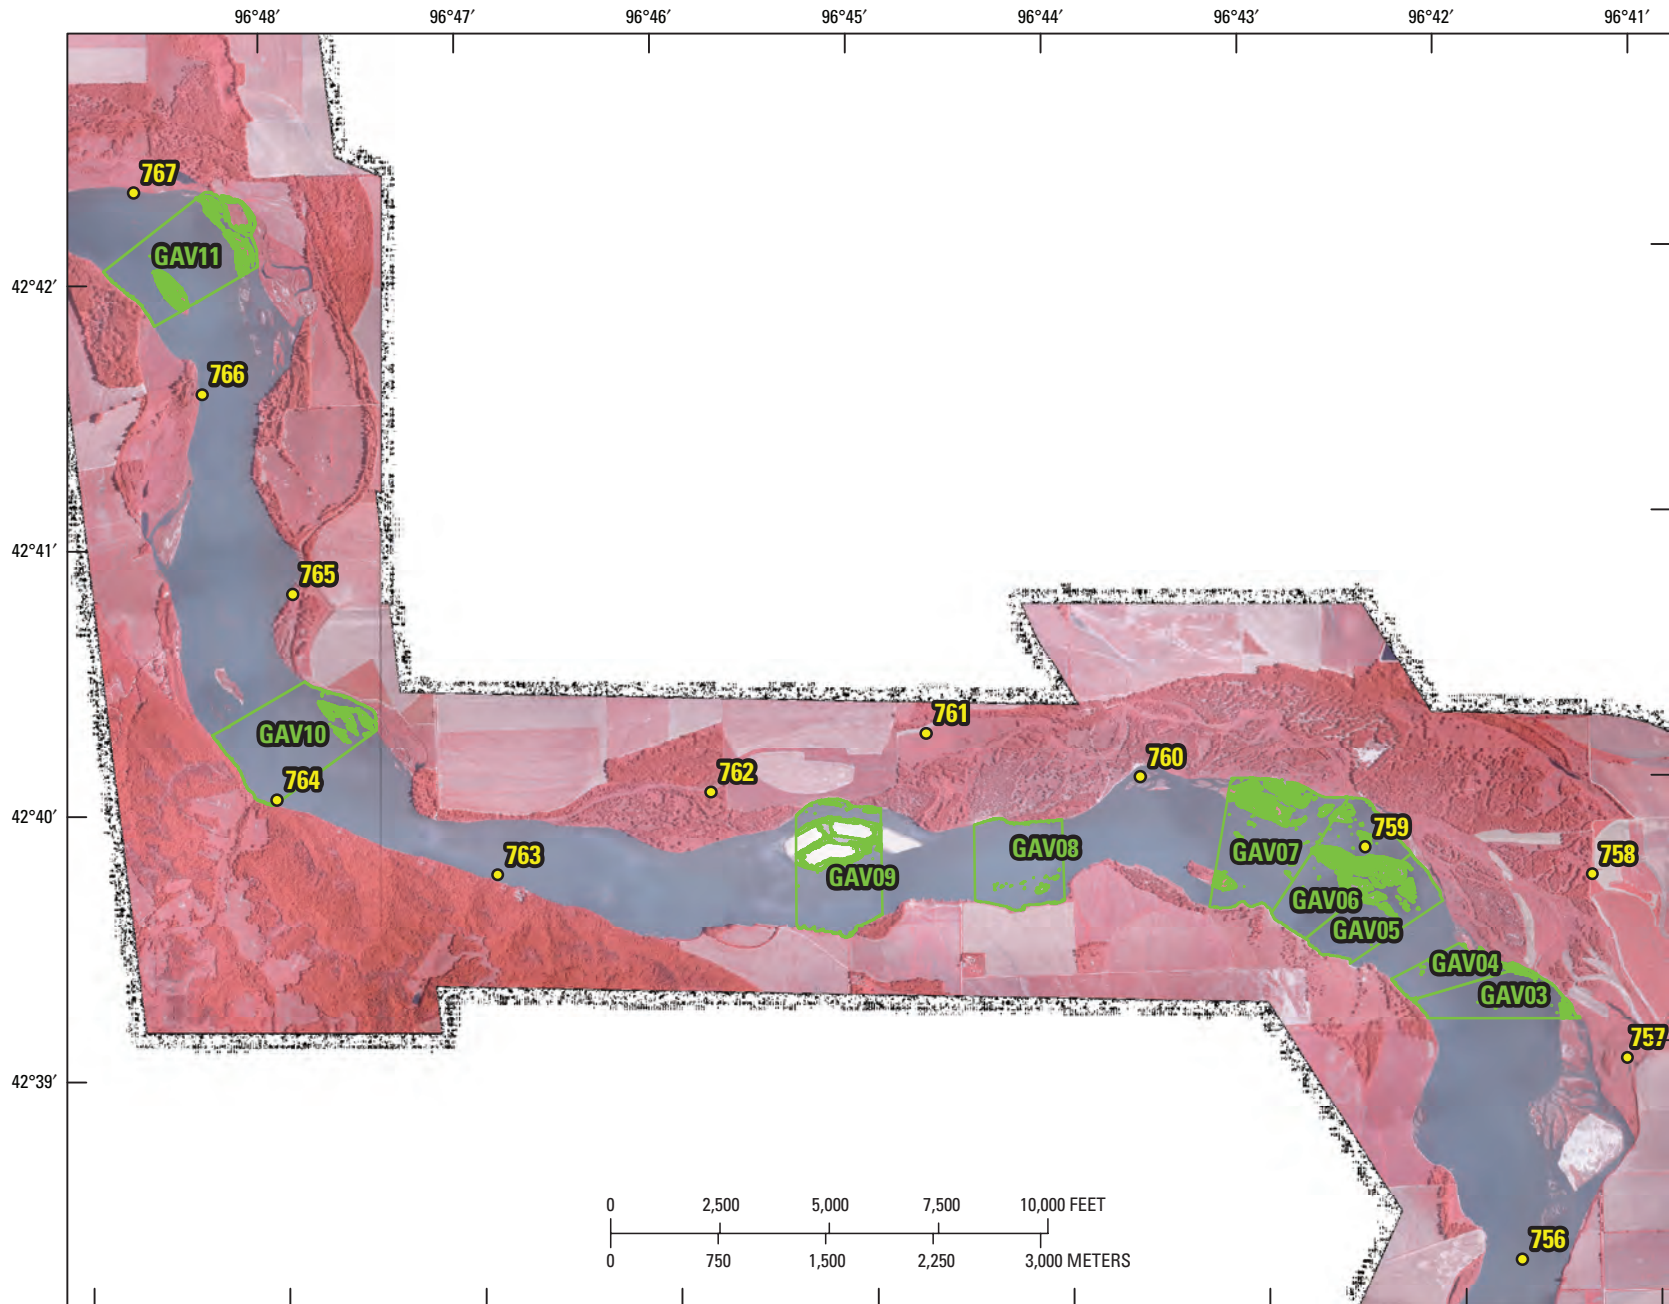 96°48′ 96°47′ 96°46′ 96°45′ 96°44′ 96°43′ 96°42′ 96°41′
767
GAV11
42°42′
766
42°41′
765
761
GAV10
760
764
762
42°40′
759
GAV08
GAV07
758
763
GAV09
GAV06
GAV05
GAV04
GAV03
757
42°39′
0 2,500 5,000 7,500 10,000 FEET
756
0 750 1,500 2,250 3,000 METERS